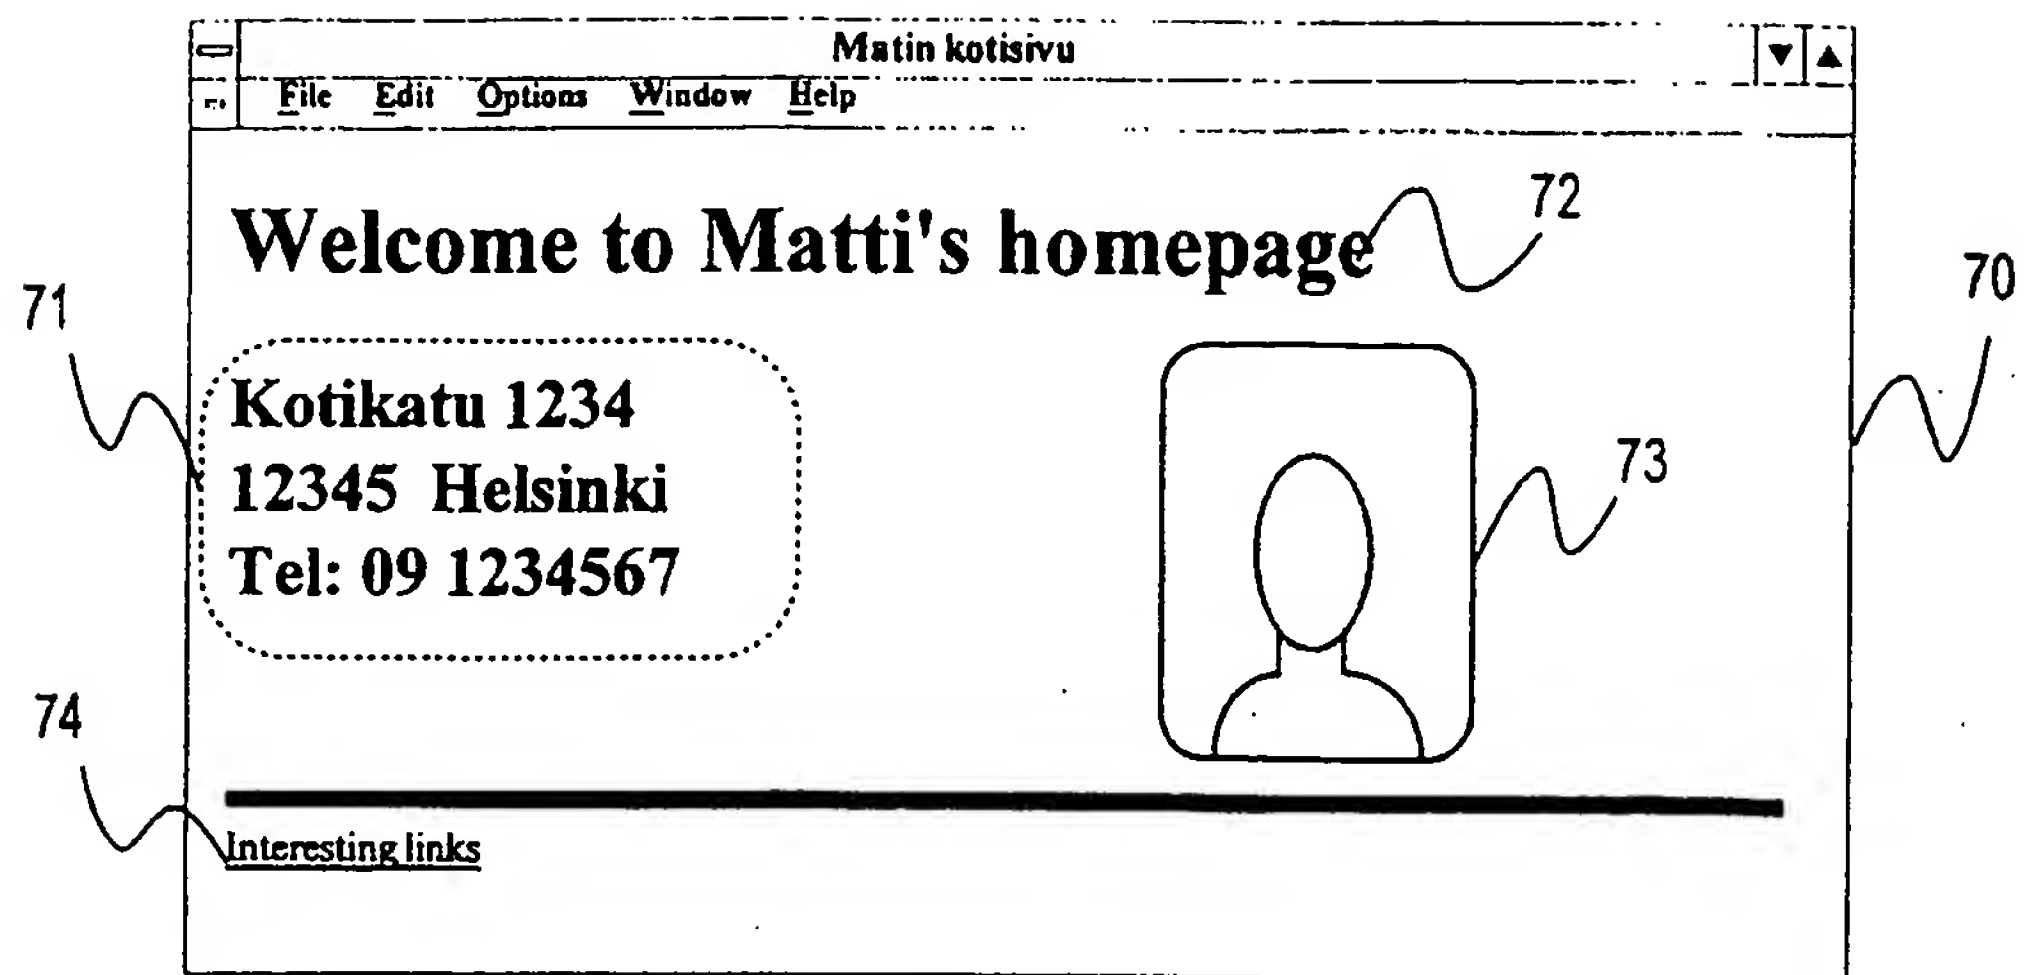 Matin kotisivu
File Edit Options Window Help
Welcome to Matti's homepage
72
70
71
Kotikatu 1234
12345 Helsinki
Tel: 09 1234567
73
74
Interesting links